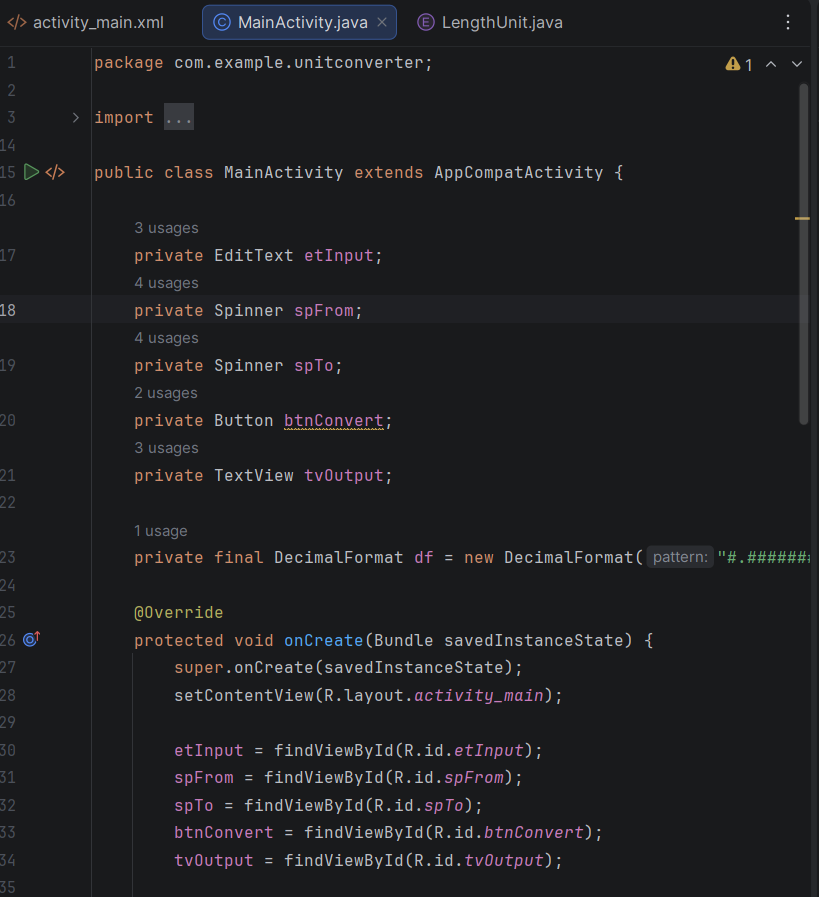 </> activity_main.xml © MainActivity.java × Ⓔ LengthUnit.java
1 package com.example.unitconverter; 1
2
3 import ...
14
15 </> public class MainActivity extends AppCompatActivity {
16
3 usages
17 private EditText etInput;
4 usages
18 private Spinner spFrom;
4 usages
19 private Spinner spTo;
2 usages
20 private Button btnConvert;
3 usages
21 private TextView tvOutput;
22
1 usage
23 private final DecimalFormat df = new DecimalFormat( pattern: "#.######
24
25 @Override
26 protected void onCreate(Bundle savedInstanceState) {
27 super.onCreate(savedInstanceState);
28 setContentView(R.layout.activity_main);
29
30 etInput = findViewById(R.id.etInput);
31 spFrom = findViewById(R.id.spFrom);
32 spTo = findViewById(R.id.spTo);
33 btnConvert = findViewById(R.id.btnConvert);
34 tvOutput = findViewById(R.id.tvOutput);
35